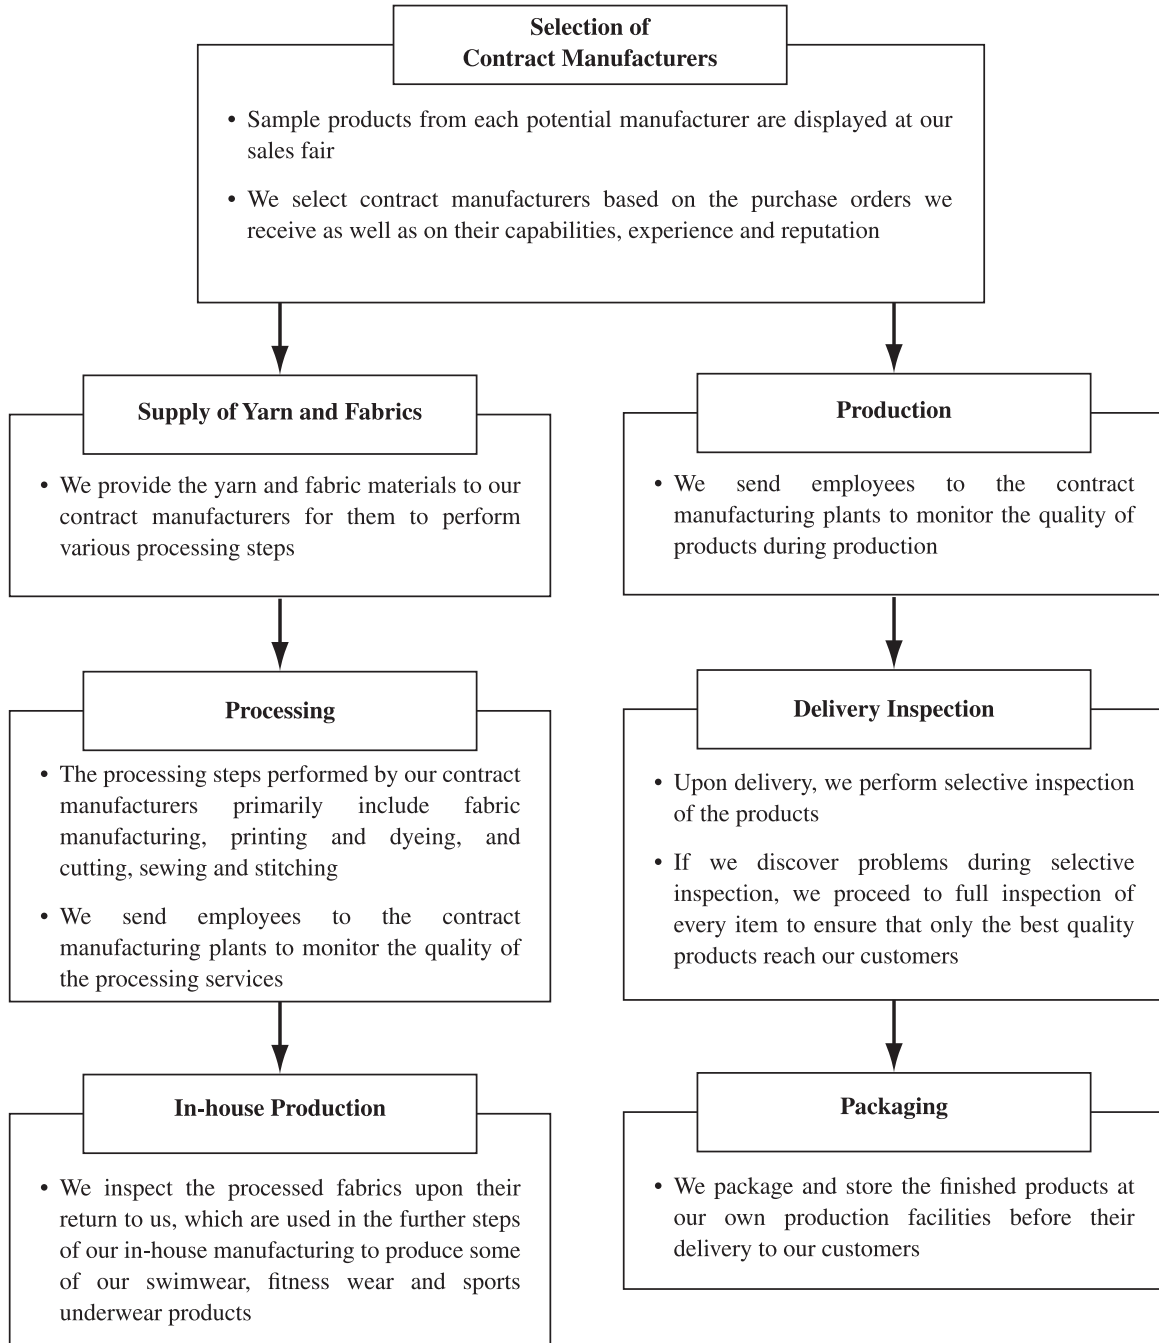 Selection of
Contract Manufacturers
• Sample products from each potential manufacturer are displayed at our
sales fair
• We select contract manufacturers based on the purchase orders we
receive as well as on their capabilities, experience and reputation
Supply of Yarn and Fabrics
• We provide the yarn and fabric materials to our
contract manufacturers for them to perform
various processing steps
Processing
• The processing steps performed by our contract
manufacturers primarily include fabric
manufacturing, printing and dyeing, and
cutting, sewing and stitching
• We send employees to the contract
manufacturing plants to monitor the quality of
the processing services
In-house Production
• We inspect the processed fabrics upon their
return to us, which are used in the further steps
of our in-house manufacturing to produce some
of our swimwear, fitness wear and sports
underwear products
Production
• We send employees to the contract
manufacturing plants to monitor the quality of
products during production
Delivery Inspection
• Upon delivery, we perform selective inspection
of the products
• If we discover problems during selective
inspection, we proceed to full inspection of
every item to ensure that only the best quality
products reach our customers
Packaging
• We package and store the finished products at
our own production facilities before their
delivery to our customers